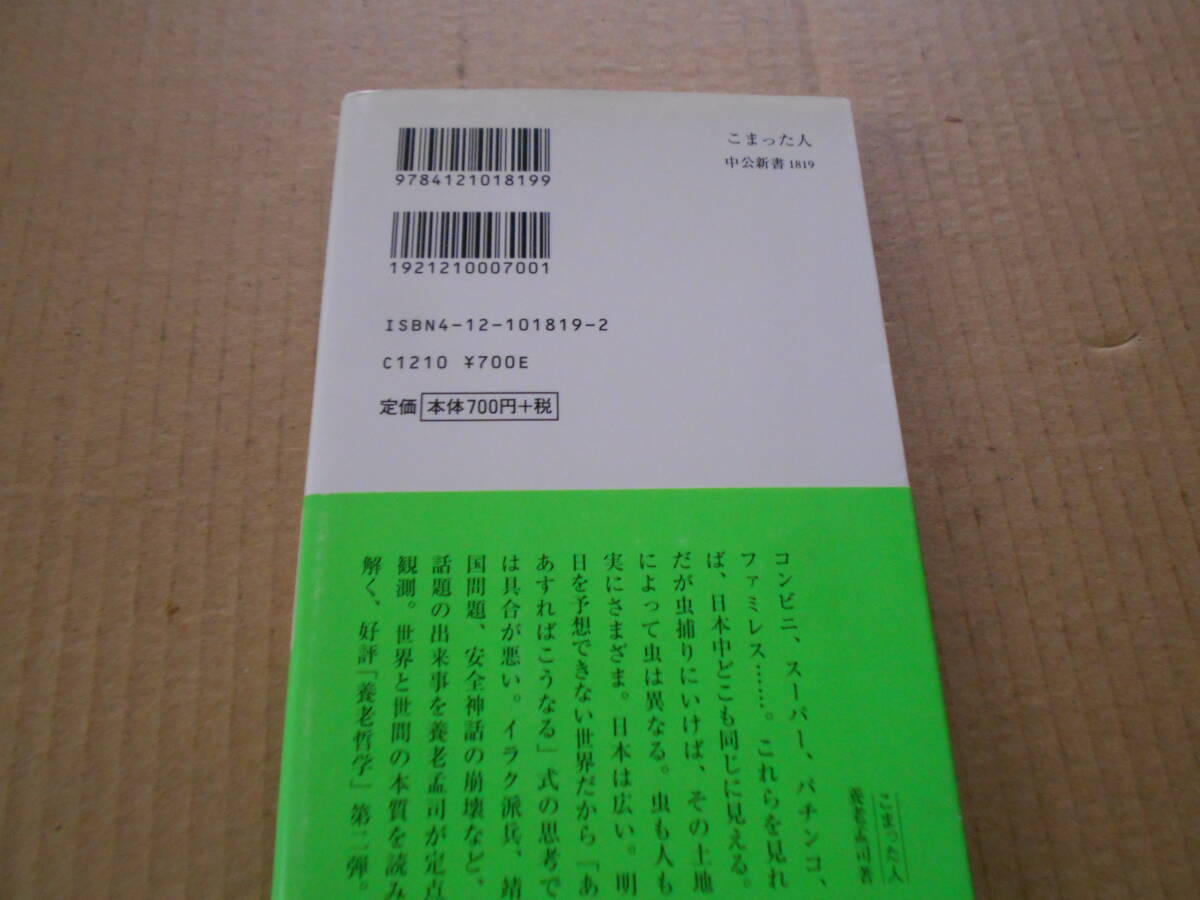 9784121018199
1921210007001
こまった人
中公新書 1819
ISBN4-12-101819-2
C1210 ¥700E
定価 本体700円+税
こまった人
養老孟司著
コンビニ、スーパー、パチンコ、
ファミレス……。これらを見れ
ば、日本中どこも同じに見える。
だが虫捕りにいけば、その土地
によって虫は異なる。虫も人も
実にさまざま。日本は広い。明
日を予想できない世界だから「あ
あすればこうなる」式の思考で
は具合が悪い。イラク派兵、靖
国問題、安全神話の崩壊など、
話題の出来事を養老孟司が定点
観測。世界と世間の本質を読み
解く、好評「養老哲学」第二弾。